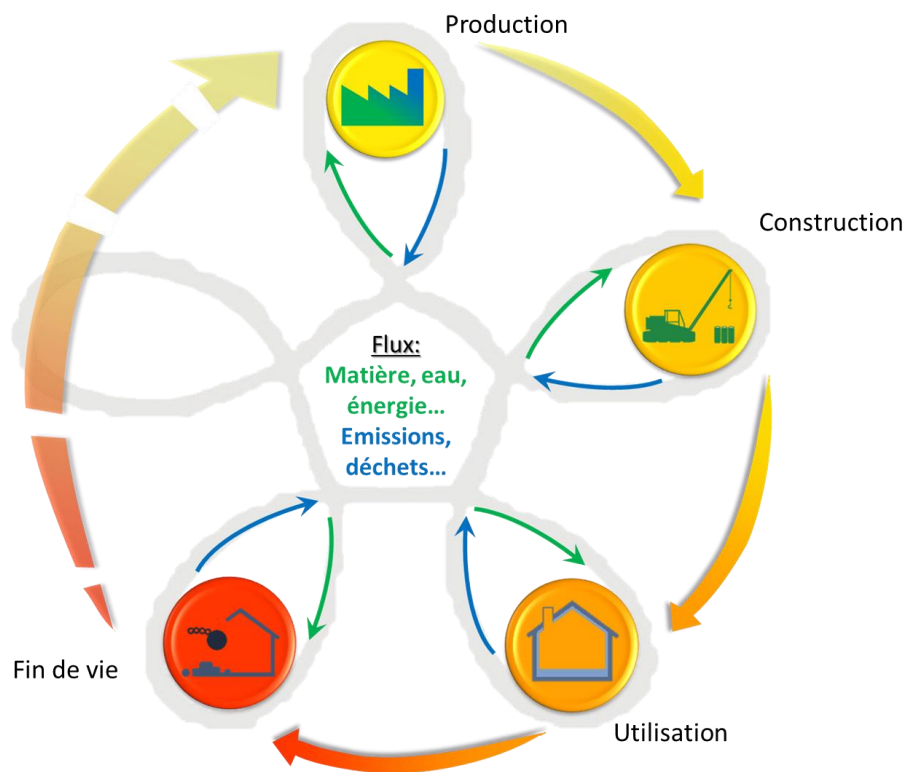 Production
Construction
Flux:
Matière, eau,
énergie…
Emissions,
déchets…
Fin de vie
Utilisation